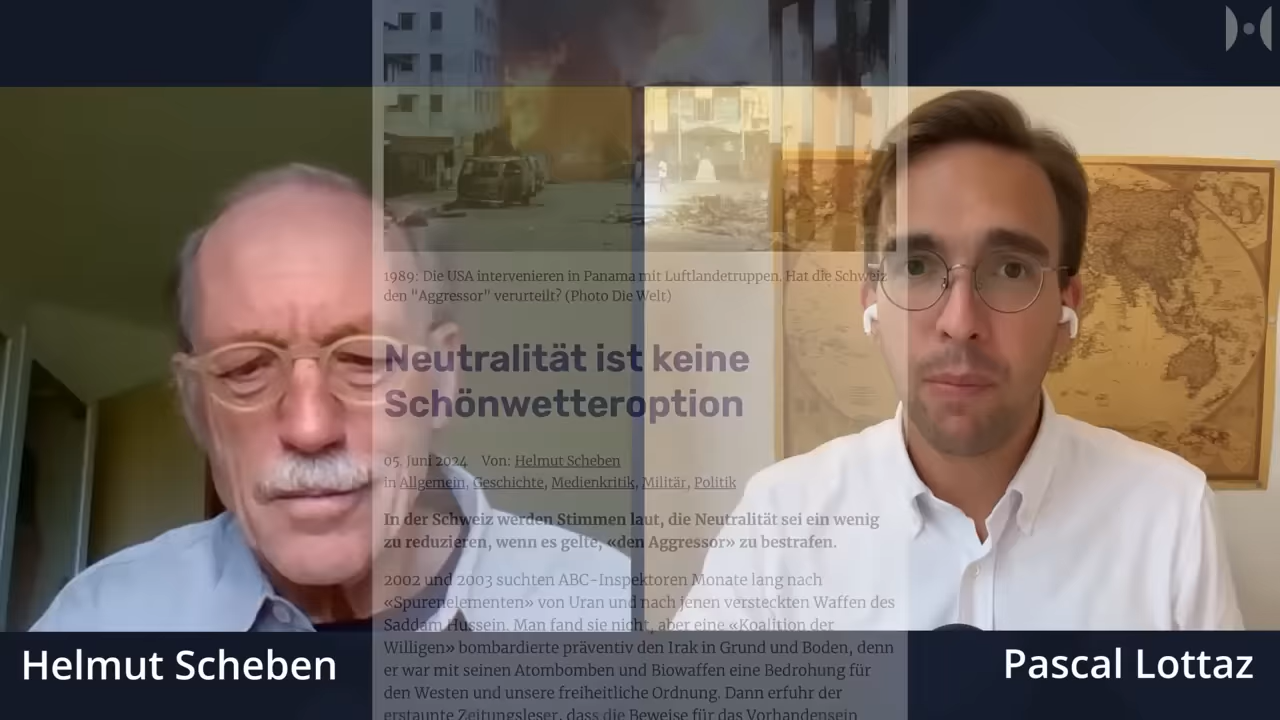 1989: Die USA intervenieren in Panama mit Luftlandetruppen. Hat die Schweiz
den "Aggressor" verurteilt? (Photo Die Welt)
Neutralität ist keine
Schönwetteroption
05. Juni 2024 Von: Helmut Scheben
in Allgemein, Geschichte, Medienkritik, Militär, Politik
In der Schweiz werden Stimmen laut, die Neutralität sei ein wenig
zu reduzieren, wenn es gelte, «den Aggressor» zu bestrafen.
2002 und 2003 suchten ABC-Inspektoren Monate lang nach
«Spurenelementen» von Uran und nach jenen versteckten Waffen des
Saddam Hussein. Man fand sie nicht, aber eine «Koalition der
Willigen» bombardierte präventiv den Irak in Grund und Boden, denn
er war mit seinen Atombomben und Biowaffen eine Bedrohung für
den Westen und unsere freiheitliche Ordnung. Dann erfuhr der
erstaunte Zeitungsleser, dass die Beweise für das Vorhandensein
Helmut Scheben
Pascal Lottaz